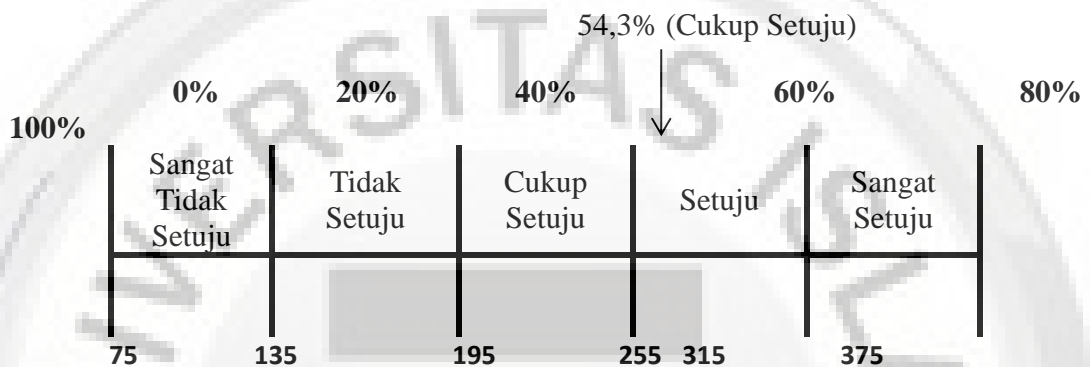 54,3% (Cukup Setuju)
0% 20% 40% 60% 80%
100%
Sangat Tidak Setuju
Tidak Setuju
Cukup Setuju
Setuju
Sangat Setuju
75 135 195 255 315 375